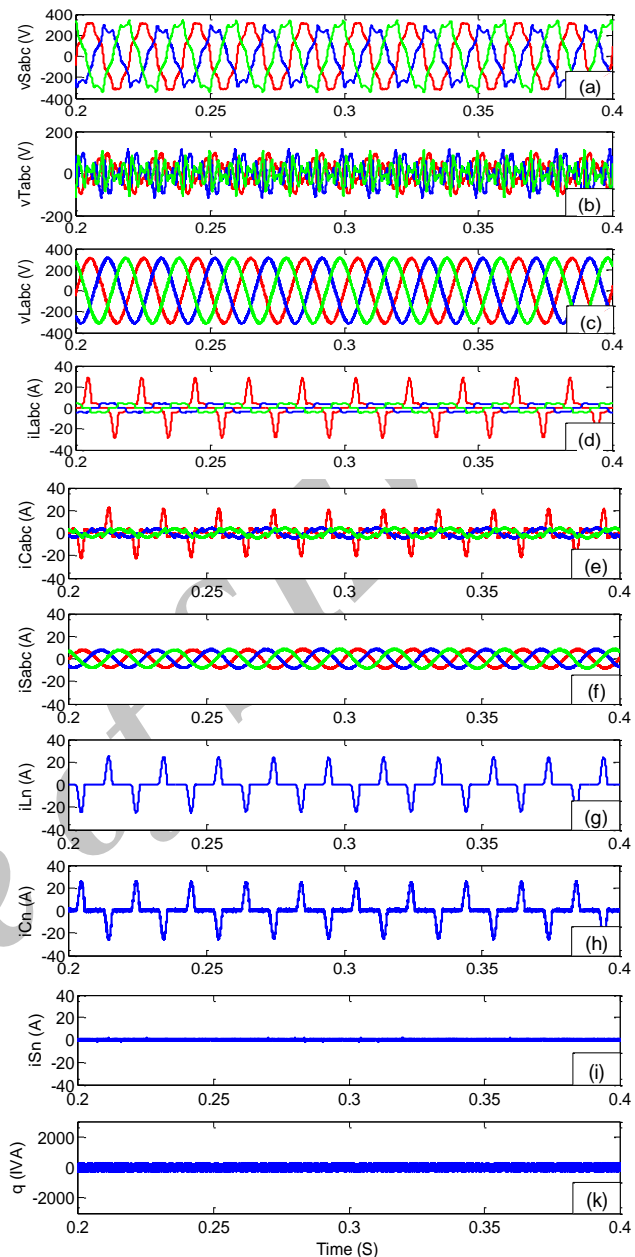 vSabc (V)
400
200
0
-200
-400
0.2 0.25 0.3 0.35 0.4
(a)
vTabc (V)
200
0
-200
0.2 0.25 0.3 0.35 0.4
(b)
vLabc (V)
400
200
0
-200
-400
0.2 0.25 0.3 0.35 0.4
(c)
iLabc (A)
40
20
0
-20
-40
0.2 0.25 0.3 0.35 0.4
(d)
iCabc (A)
40
20
0
-20
40
0.2 0.25 0.3 0.35 0.4
(e)
iSabc (A)
40
20
0
-20
-40
0.2 0.25 0.3 0.35 0.4
(f)
iLn (A)
40
20
0
-20
-40
0.2 0.25 0.3 0.35 0.4
(g)
iCn (A)
40
20
0
-20
-40
0.2 0.25 0.3 0.35 0.4
(h)
iSn (A)
40
20
0
-20
-40
0.2 0.25 0.3 0.35 0.4
(i)
q (IVA)
2000
0
-2000
0.2 0.25 0.3 0.35 0.4
(k)
Time (S)